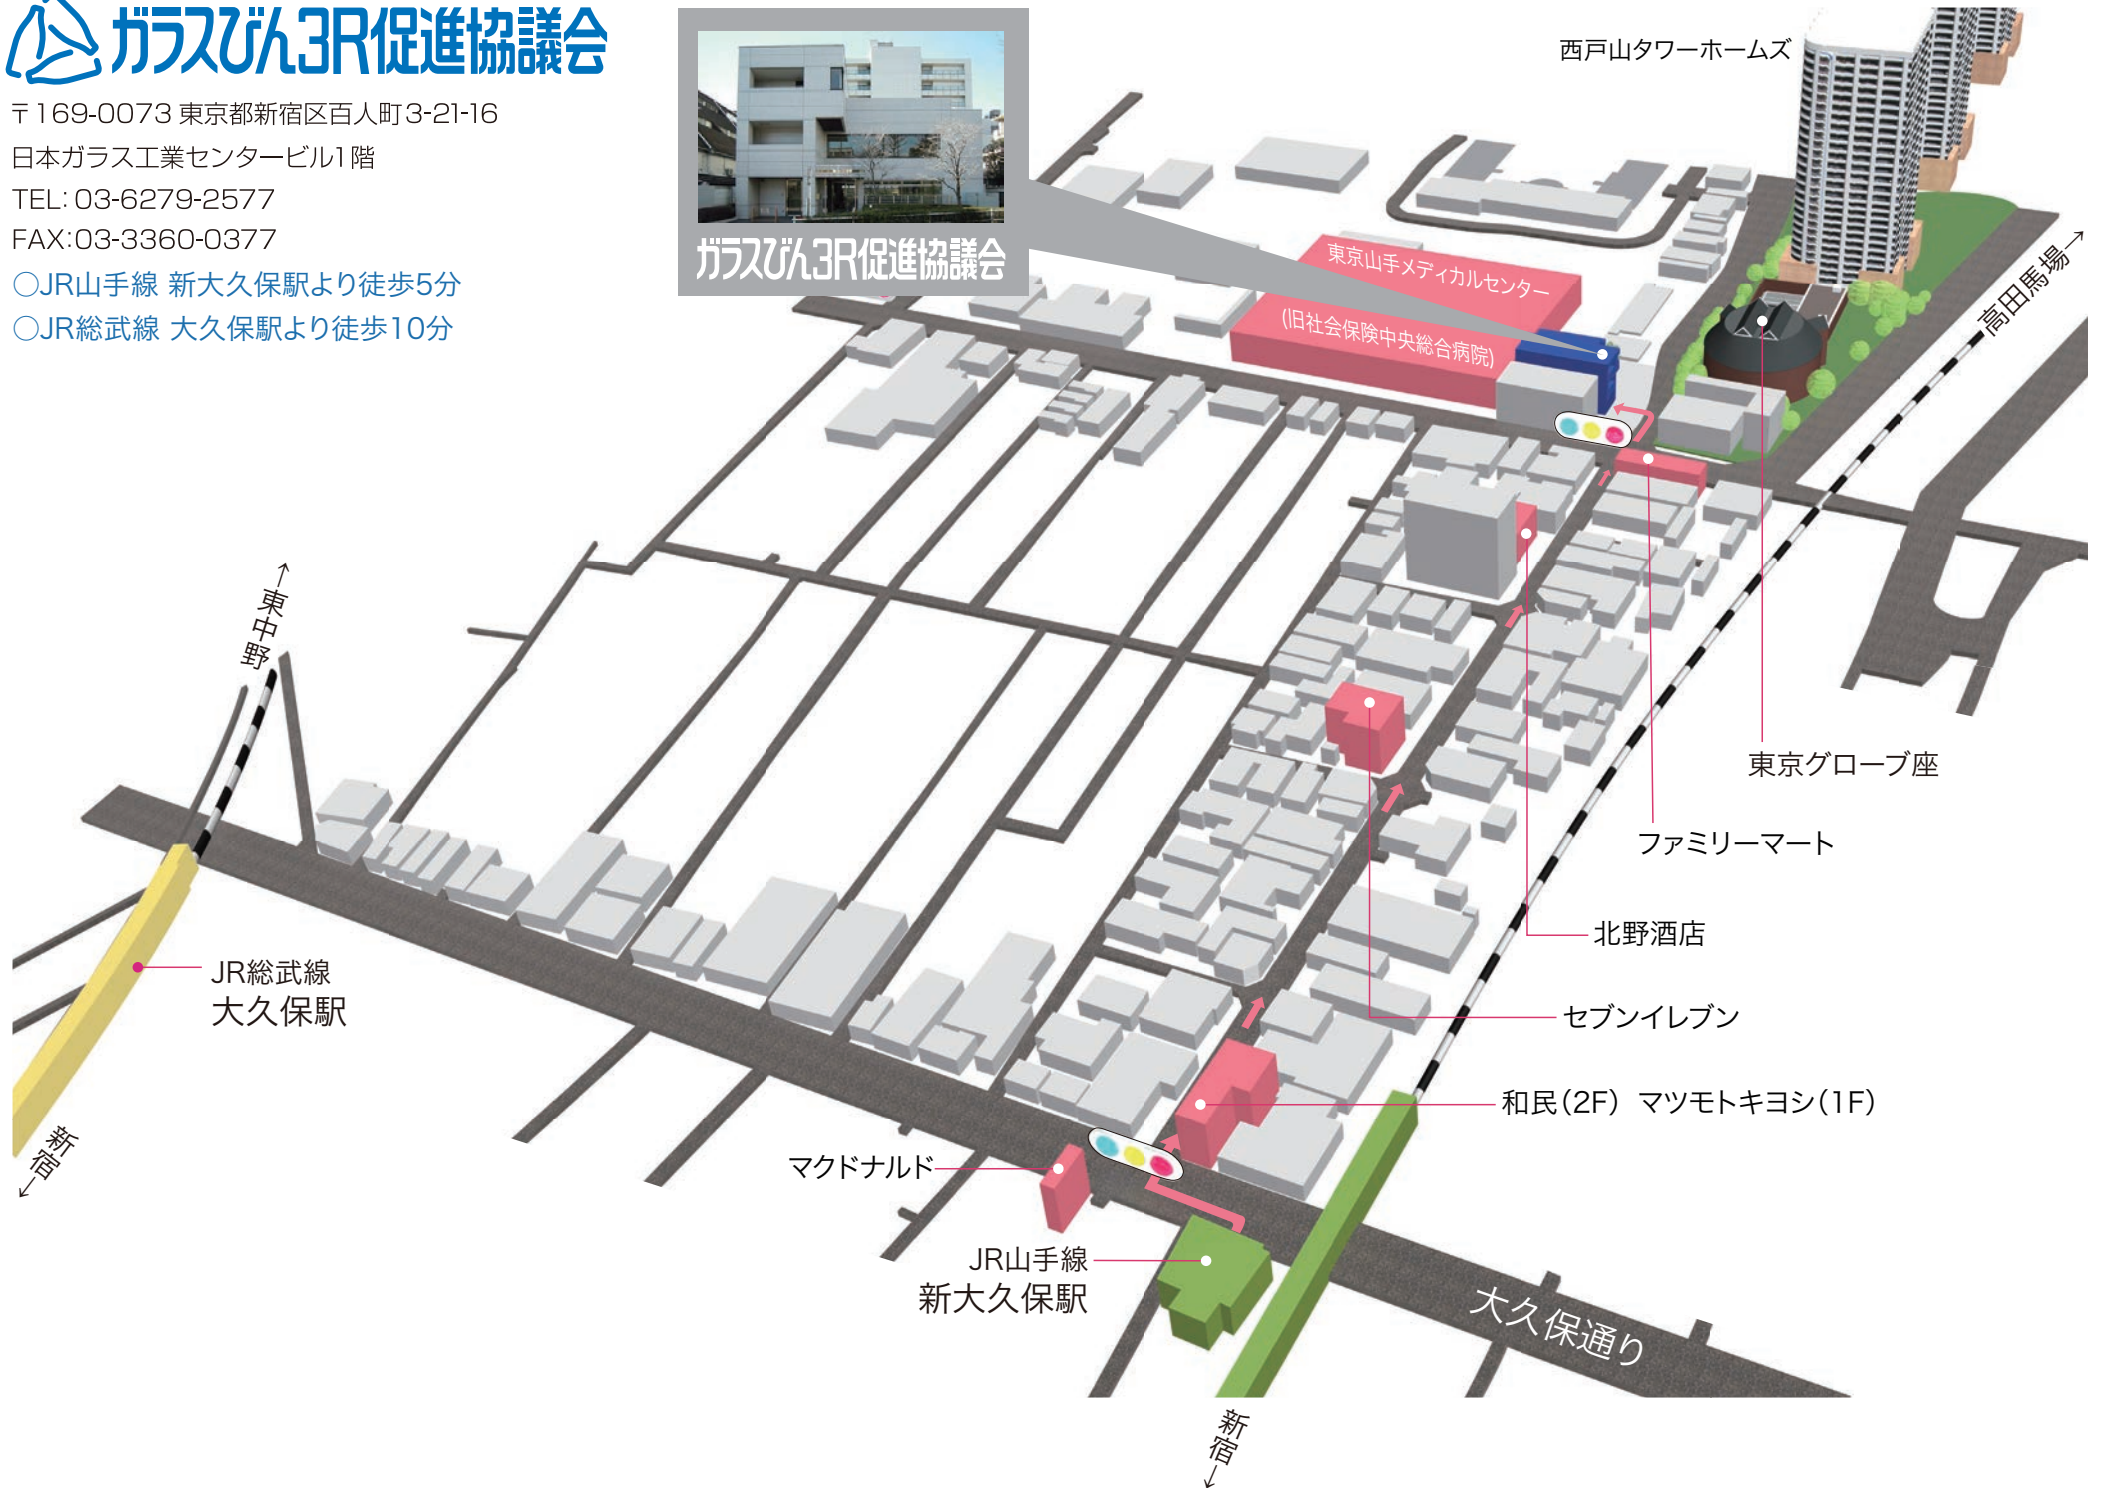 ガラスびん3R促進協議会
〒169-0073 東京都新宿区百人町3-21-16
日本ガラス工業センタービル1階
TEL: 03-6279-2577
FAX:03-3360-0377
○JR山手線 新大久保駅より徒歩5分
○JR総武線 大久保駅より徒歩10分
ガラスびん3R促進協議会
西戸山タワーホームズ
東京山手メディカルセンター
(旧社会保険中央総合病院)
高田馬場→
←東中野
東京グローブ座
ファミリーマート
北野酒店
セブンイレブン
和民(2F) マツモトキヨシ(1F)
JR総武線
大久保駅
新宿→
マクドナルド
JR山手線
新大久保駅
大久保通り
新宿→